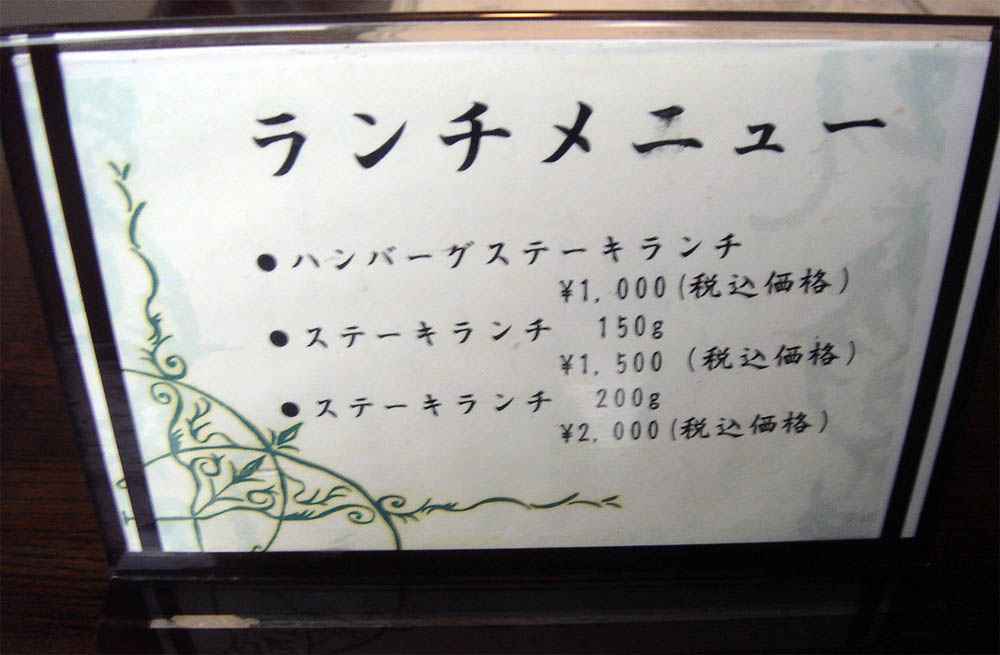 ランチメニュー
●ハンバーグステーキランチ
¥1,000(税込価格)
●ステーキランチ 150g
¥1,500 (税込価格)
●ステーキランチ 200g
¥2,000(税込価格)